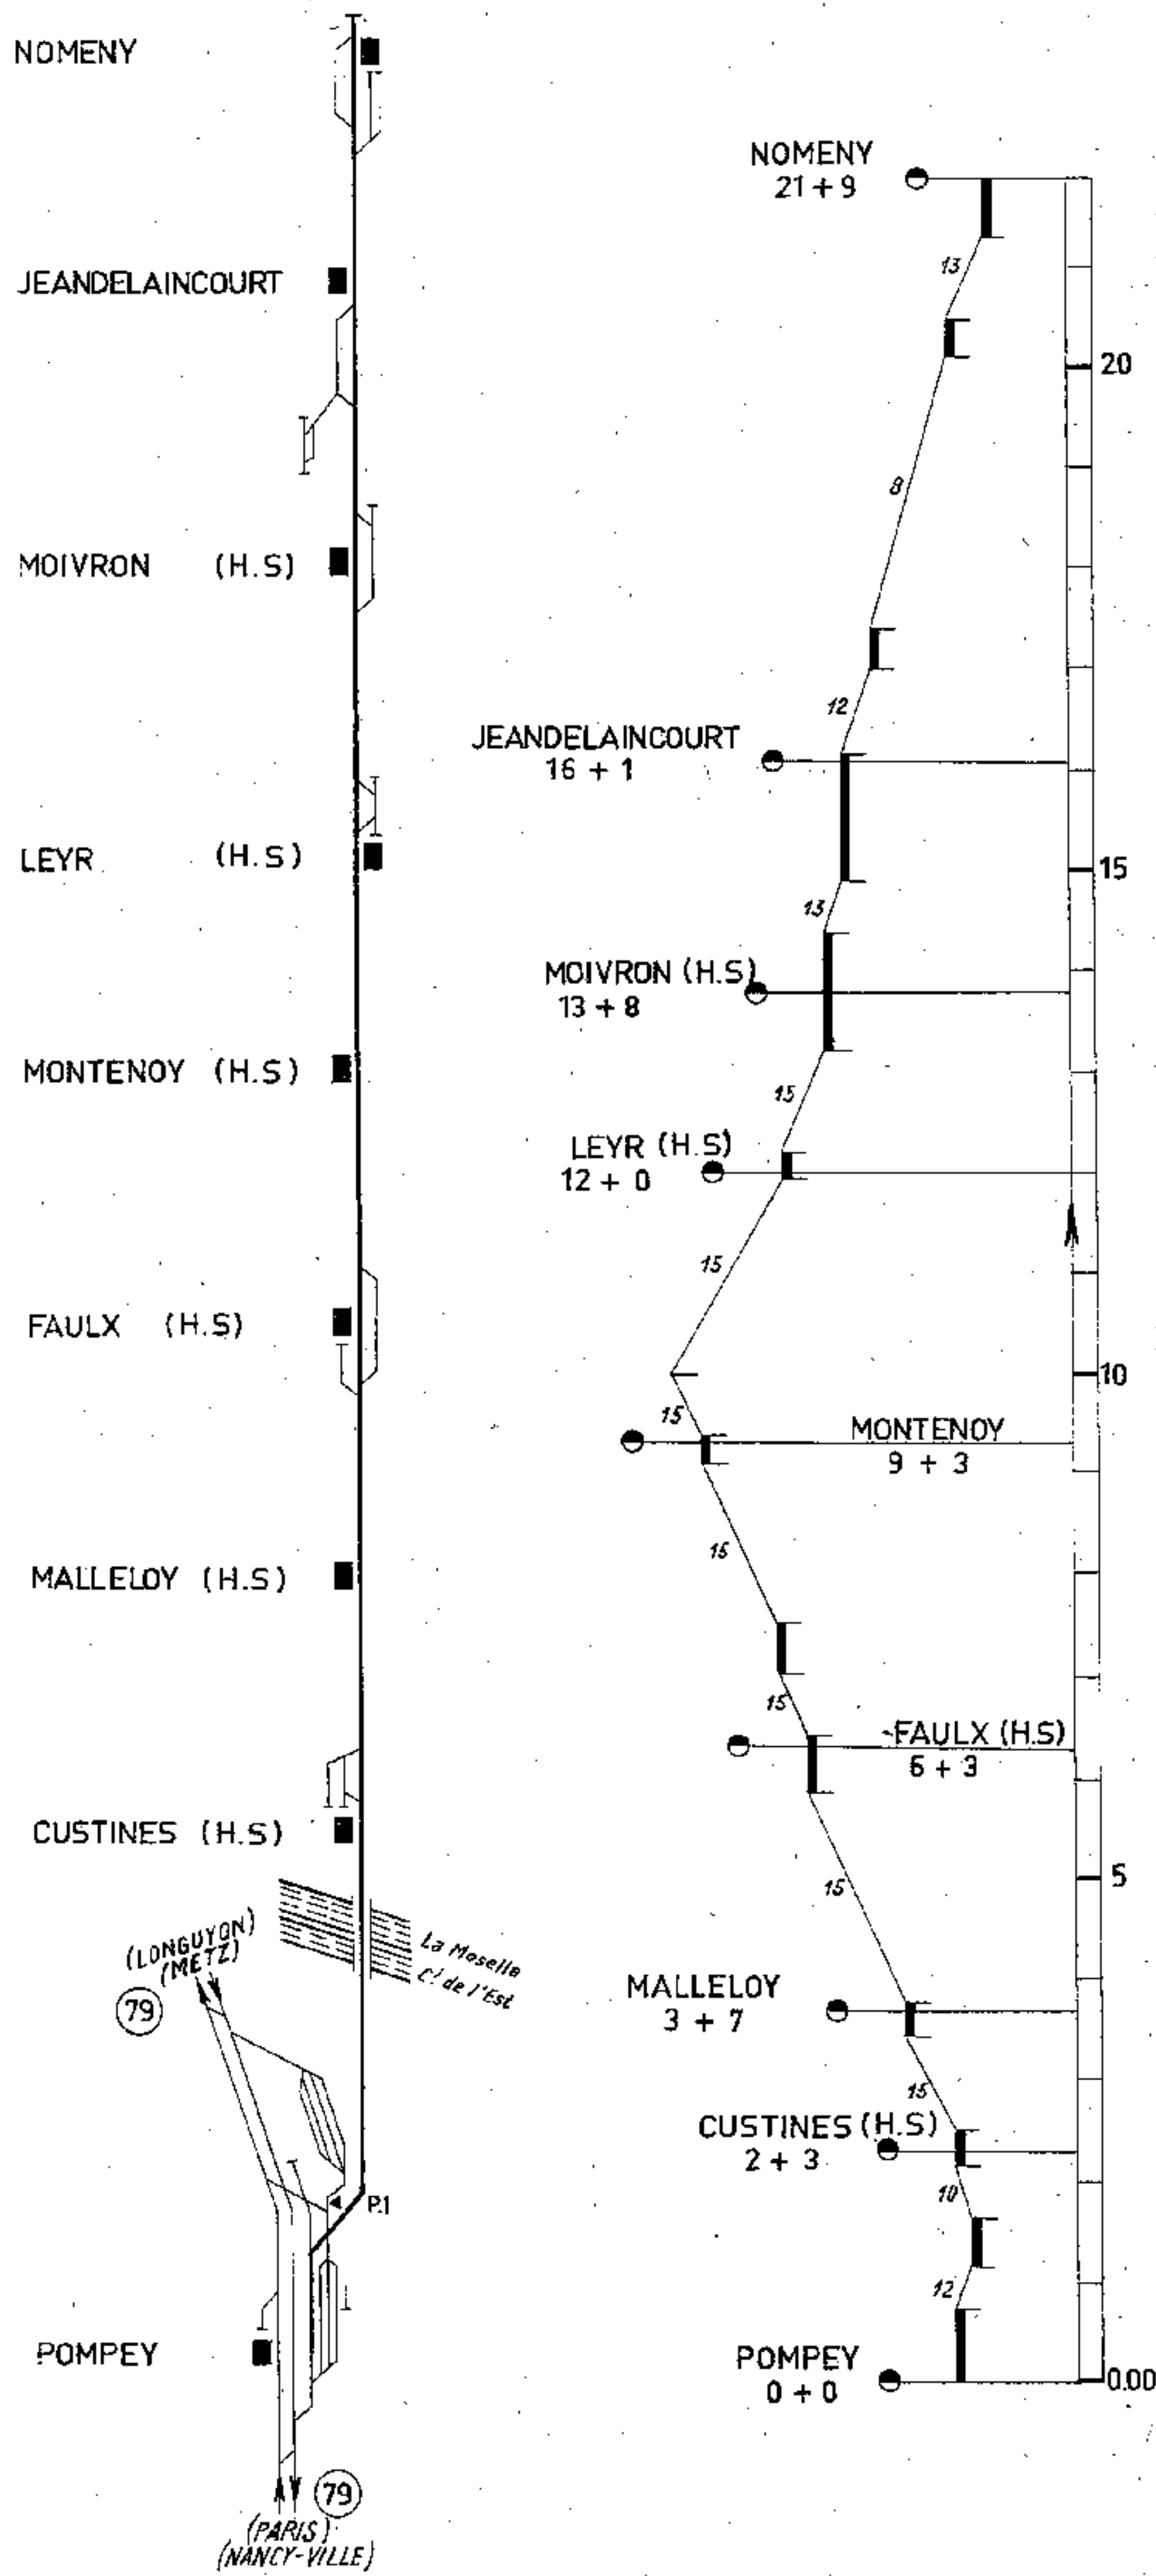 NOMENY
JEANDELAINCOURT
MOIVRON (H.S)
LEYR (H.S)
MONTENOY (H.S)
FAULX (H.S)
MALLELOY (H.S)
CUSTINES (H.S)
La Moselle
C.l de l'Est
(LONGUYON)
(METZ)
79
P.1
POMPEY
79
(PARIS)
(NANCY-VILLE)
NOMENY
21 + 9
13
20
8
12
JEANDELAINCOURT
16 + 1
15
13
MOIVRON (H.S)
13 + 8
15
LEYR (H.S)
12 + 0
15
10
15
MONTENOY
9 + 3
15
15
FAULX (H.S)
6 + 3
5
15
MALLELOY
3 + 7
15
CUSTINES (H.S)
2 + 3
10
12
POMPEY
0 + 0
0.00